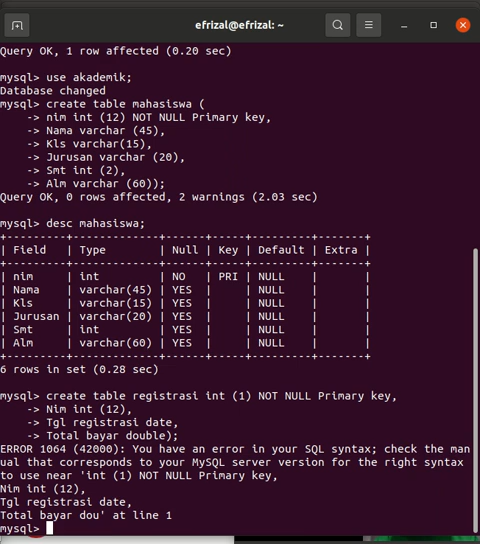 efrizal@efrizal: ~
Query OK, 1 row affected (0.20 sec)
mysql> use akademik;
Database changed
mysql> create table mahasiswa (
    -> nim int (12) NOT NULL Primary key,
    -> Nama varchar (45),
    -> Kls varchar(15),
    -> Jurusan varchar (20),
    -> Smt int (2),
    -> Alm varchar (60));
Query OK, 0 rows affected, 2 warnings (2.03 sec)
mysql> desc mahasiswa;
+---------+-------------+------+-----+---------+-------+
| Field   | Type        | Null | Key | Default | Extra |
+---------+-------------+------+-----+---------+-------+
| nim     | int         | NO   | PRI | NULL    |       |
| Nama    | varchar(45) | YES  |     | NULL    |       |
| Kls     | varchar(15) | YES  |     | NULL    |       |
| Jurusan | varchar(20) | YES  |     | NULL    |       |
| Smt     | int         | YES  |     | NULL    |       |
| Alm     | varchar(60) | YES  |     | NULL    |       |
+---------+-------------+------+-----+---------+-------+
6 rows in set (0.28 sec)
mysql> create table registrasi int (1) NOT NULL Primary key,
    -> Nim int (12),
    -> Tgl registrasi date,
    -> Total bayar double);
ERROR 1064 (42000): You have an error in your SQL syntax; check the man
ual that corresponds to your MySQL server version for the right syntax
to use near 'int (1) NOT NULL Primary key,
Nim int (12),
Tgl registrasi date,
Total bayar dou' at line 1
mysql>